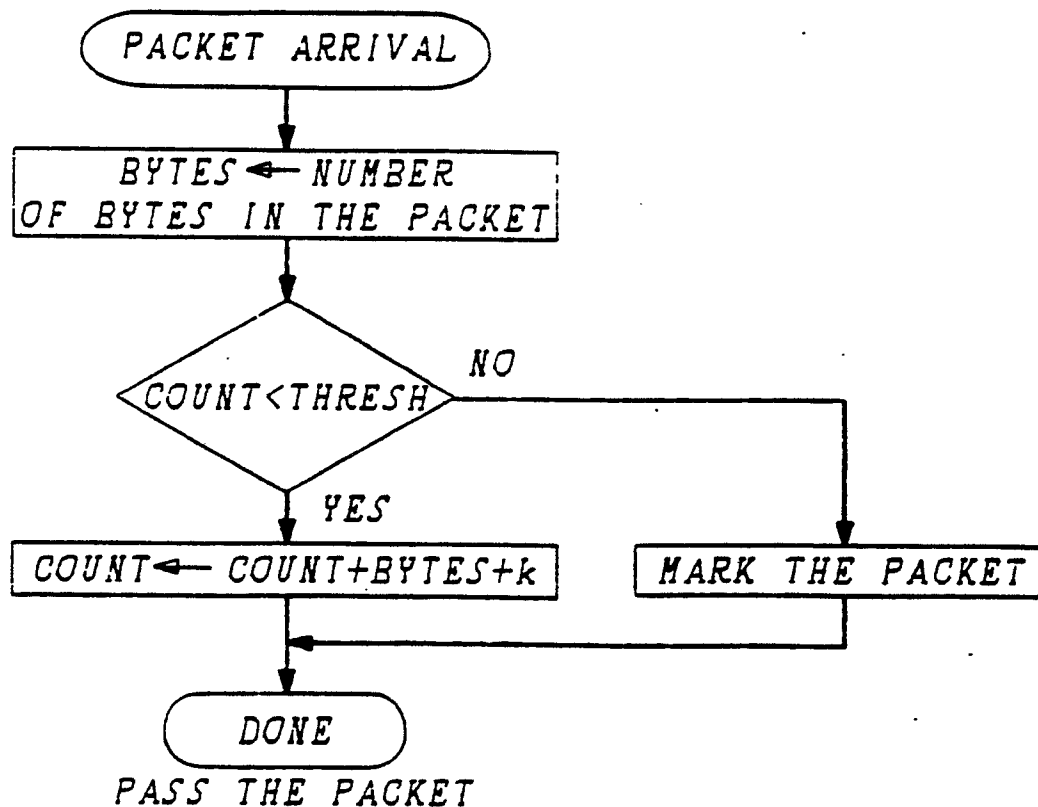 PACKET ARRIVAL
BYTES ← NUMBER
OF BYTES IN THE PACKET
COUNT<THRESH
NO
YES
COUNT ← COUNT+BYTES+k
MARK THE PACKET
DONE
PASS THE PACKET